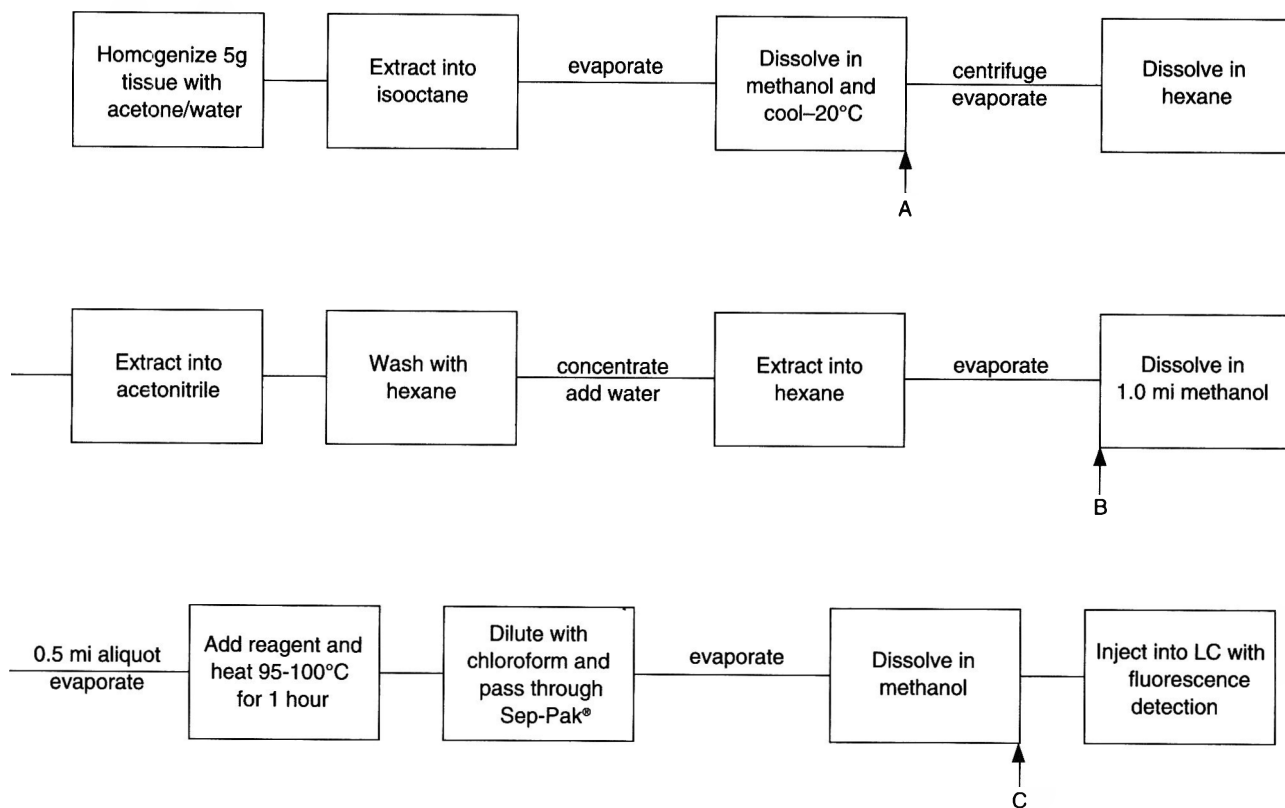 Homogenize 5g
tissue with
acetone/water
Extract into
isooctane
evaporate
Dissolve in
methanol and
cool–20°C
centrifuge
evaporate
Dissolve in
hexane
A
Extract into
acetonitrile
Wash with
hexane
concentrate
add water
Extract into
hexane
evaporate
Dissolve in
1.0 mi methanol
B
0.5 mi aliquot
evaporate
Add reagent and
heat 95-100°C
for 1 hour
Dilute with
chloroform and
pass through
Sep-Pak®
evaporate
Dissolve in
methanol
Inject into LC with
fluorescence
detection
C